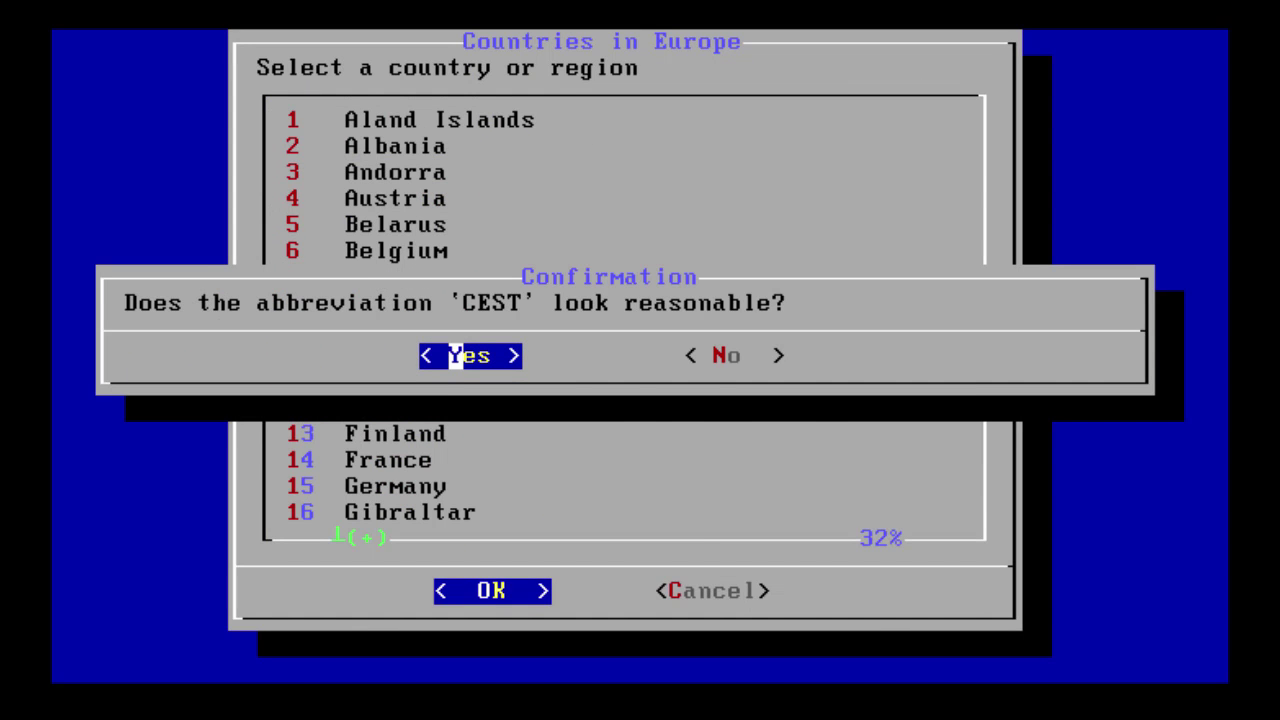 Countries in Europe
Select a country or region
1 Aland Islands
2 Albania
3 Andorra
4 Austria
5 Belarus
6 Belgium
Confirmation
Does the abbreviation 'CEST' look reasonable?
< Yes > < No >
13 Finland
14 France
15 Germany
16 Gibraltar
┴(+) 32%
< OK > <Cancel>